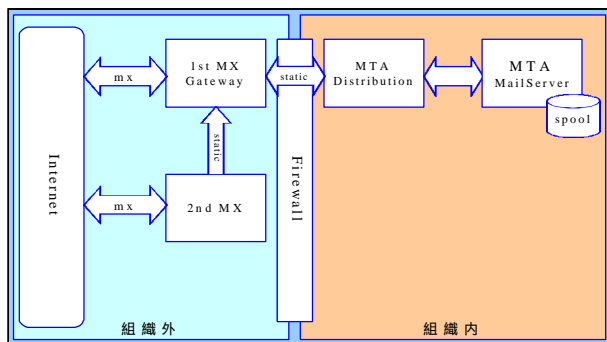 Internet
mx
1st MX
Gateway
static
mx
2nd MX
static
Firewall
MTA
Distribution
MTA
MailServer
spool
組織外
組織内